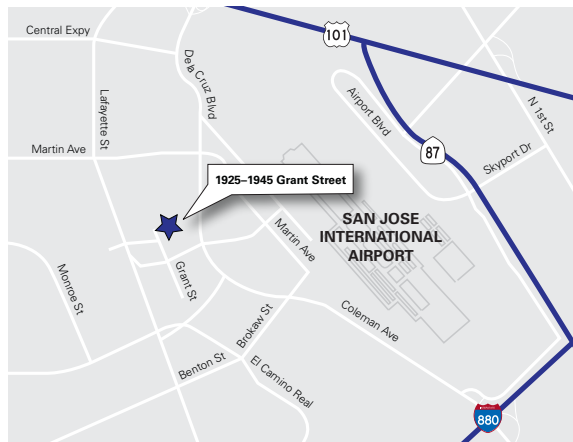 Central Expy
101
De la Cruz Blvd
Lafayette St
Airport Blvd
N 1st St
Martin Ave
87
Skyport Dr
1925–1945 Grant Street
SAN JOSE
INTERNATIONAL
AIRPORT
Martin Ave
Monroe St
Grant St
Coleman Ave
Brokaw St
Benton St
El Camino Real
880